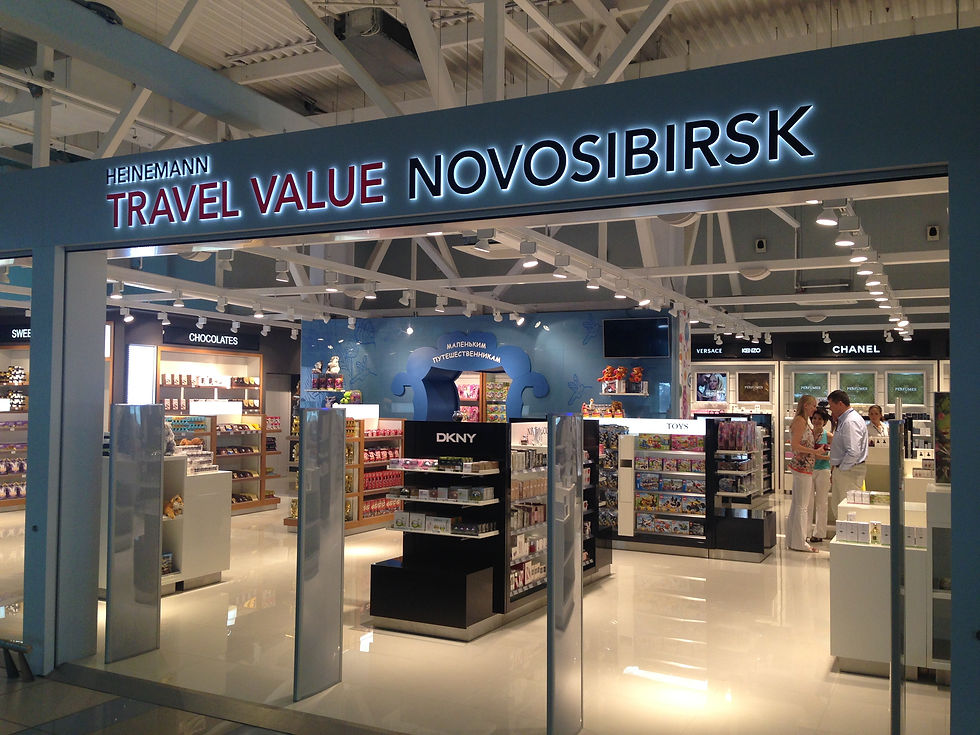 HEINEMANN
TRAVEL VALUE NOVOSIBIRSK
SWEE
CHOCOLATES
МАЛЕНЬКИМ
ПУТЕШЕСТВЕННИКАМ
VERSACE
KENZO
CHANEL
DKNY
TOYS